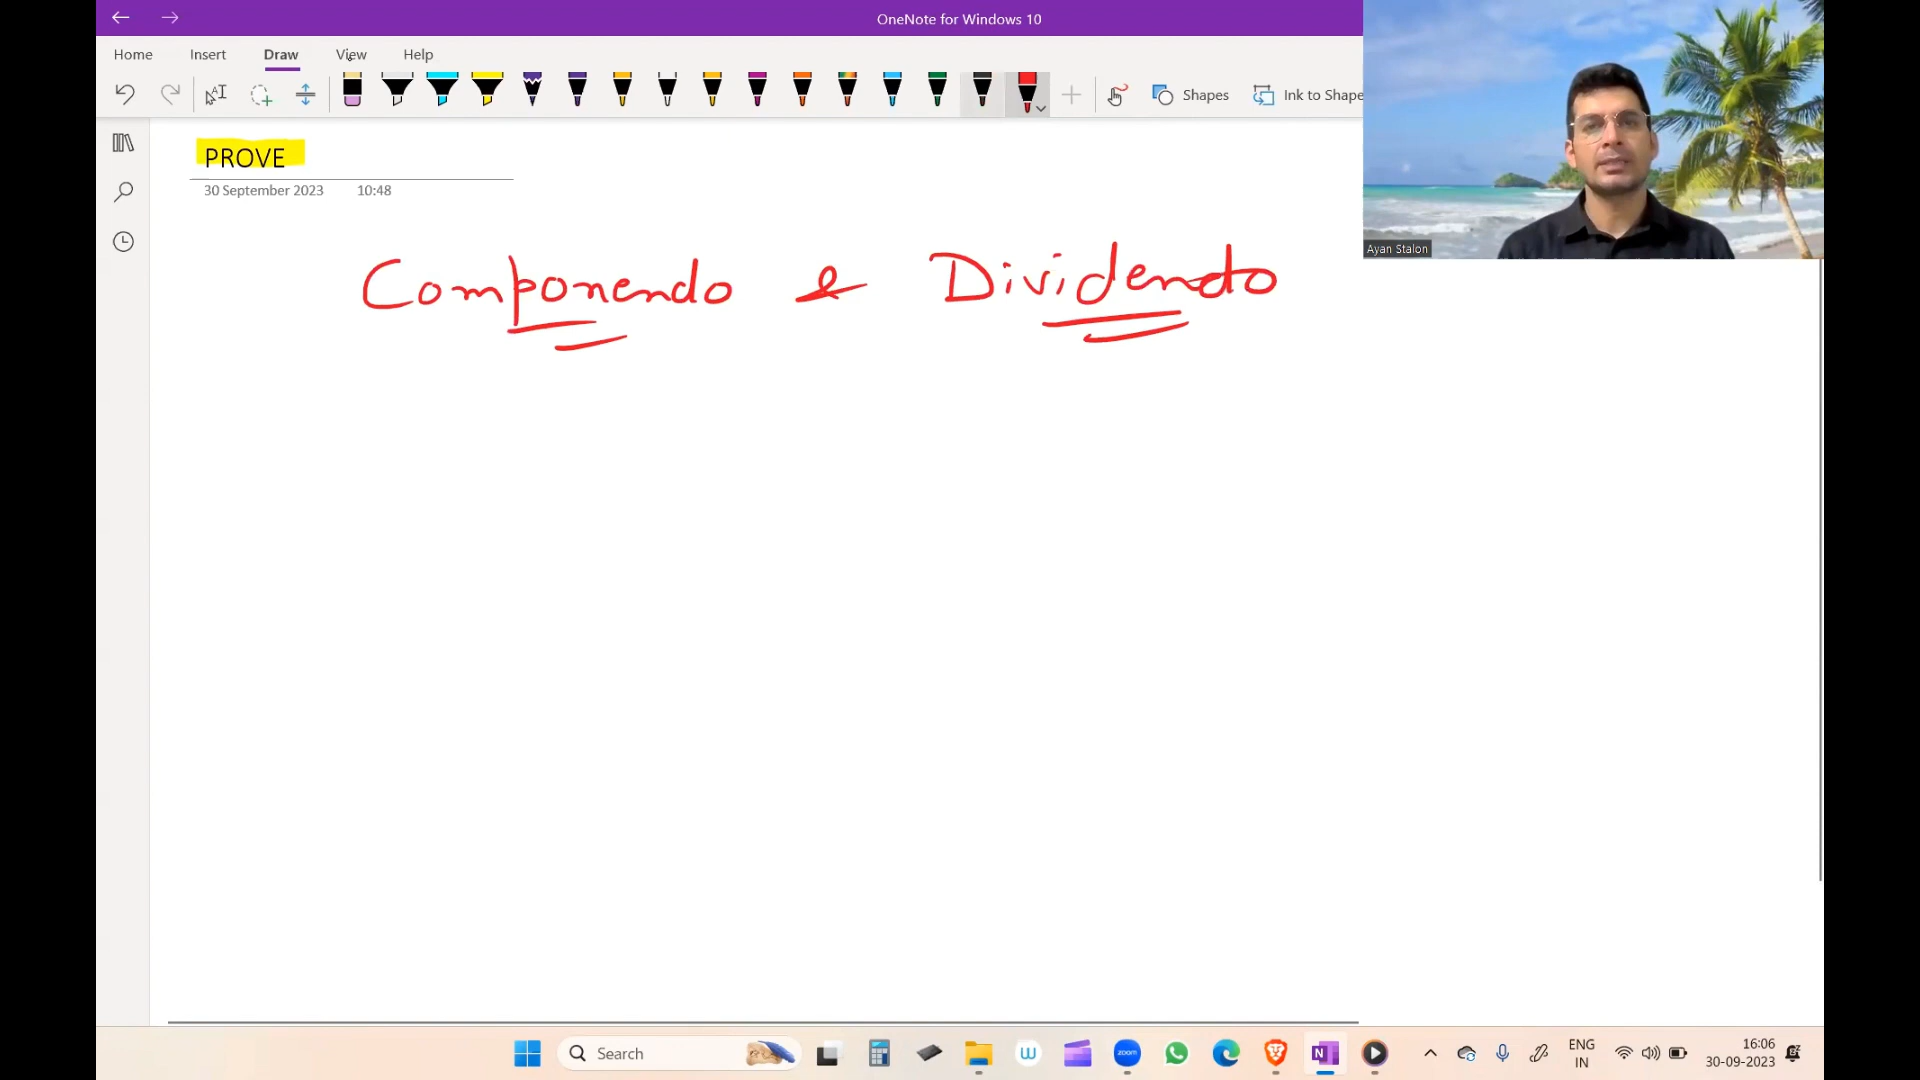 OneNote for Windows 10
Home Insert Draw View Help
Shapes Ink to Shape
PROVE
30 September 2023 10:48
Ayan Stalon
Componendo & Dividendo
Search
zoom
ENG
IN
16:06
30-09-2023